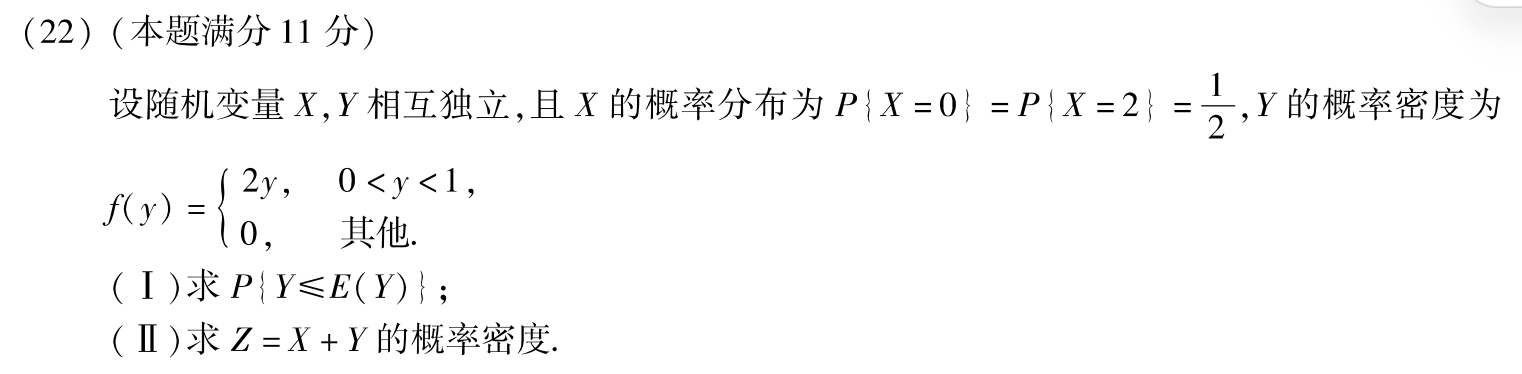 (22) (本题满分 11 分)
设随机变量 X,Y 相互独立,且 X 的概率分布为 P{X=0} = P{X=2} = 1/2, Y 的概率密度为
f(y) = { 2y, 0<y<1,
0, 其他.
(Ⅰ)求 P{Y≤E(Y)};
(Ⅱ)求 Z=X+Y 的概率密度.